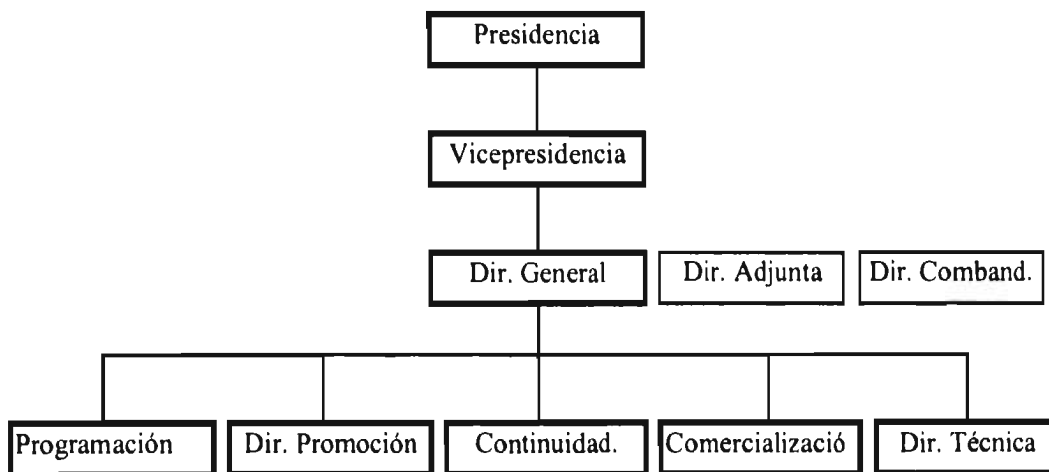 Presidencia
Vicepresidencia
Dir. General
Dir. Adjunta
Dir. Comband.
Programación
Dir. Promoción
Continuidad.
Comercializació
Dir. Técnica